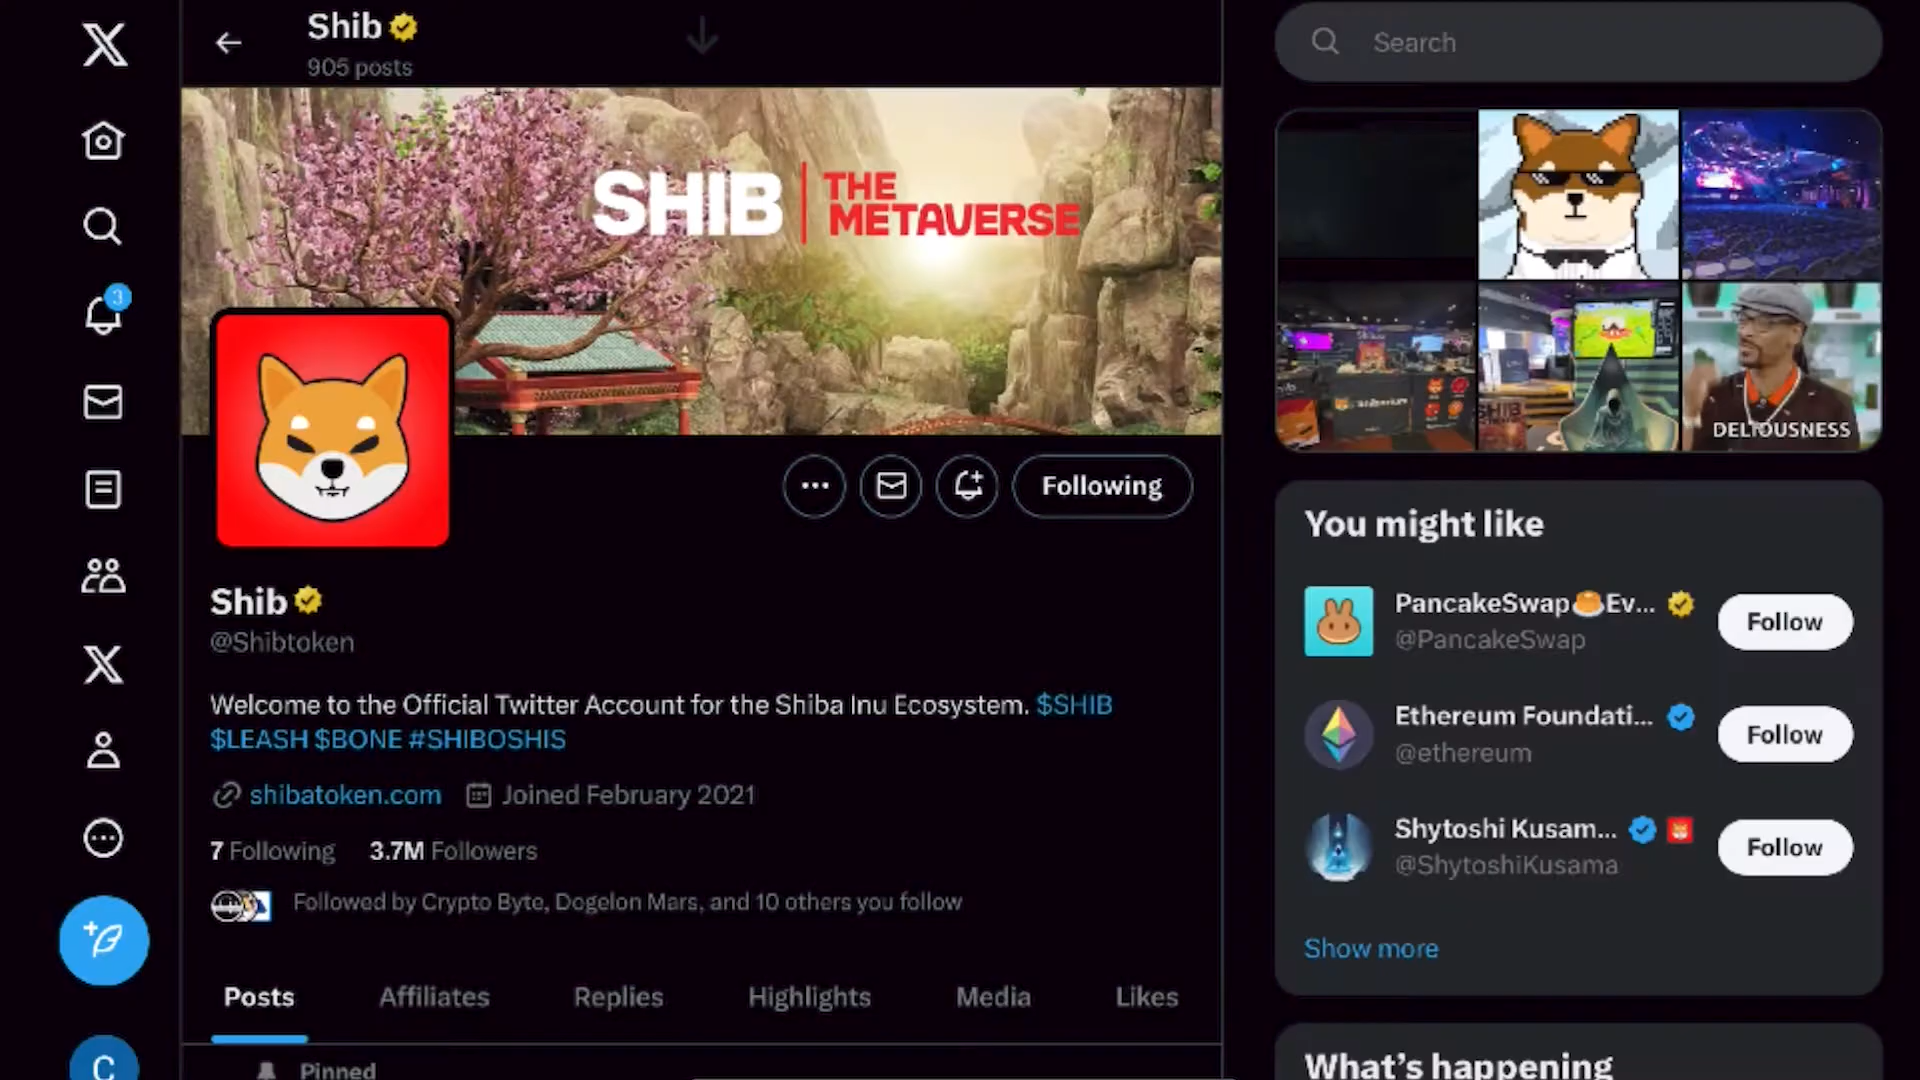 Shib
905 posts
Search
SHIB THE
METAVERSE
3
DELIOUSNESS
Following
You might like
Shib
@Shibtoken
PancakeSwap🥞Ev...
@PancakeSwap
Follow
Welcome to the Official Twitter Account for the Shiba Inu Ecosystem. $SHIB
$LEASH $BONE #SHIBOSHIS
Ethereum Foundati...
@ethereum
Follow
shibatoken.com Joined February 2021
7 Following 3.7M Followers
Shytoshi Kusam...
@ShytoshiKusama
Follow
Followed by Crypto Byte, Dogelon Mars, and 10 others you follow
Show more
Posts Affiliates Replies Highlights Media Likes
C
Pinned
What's happening